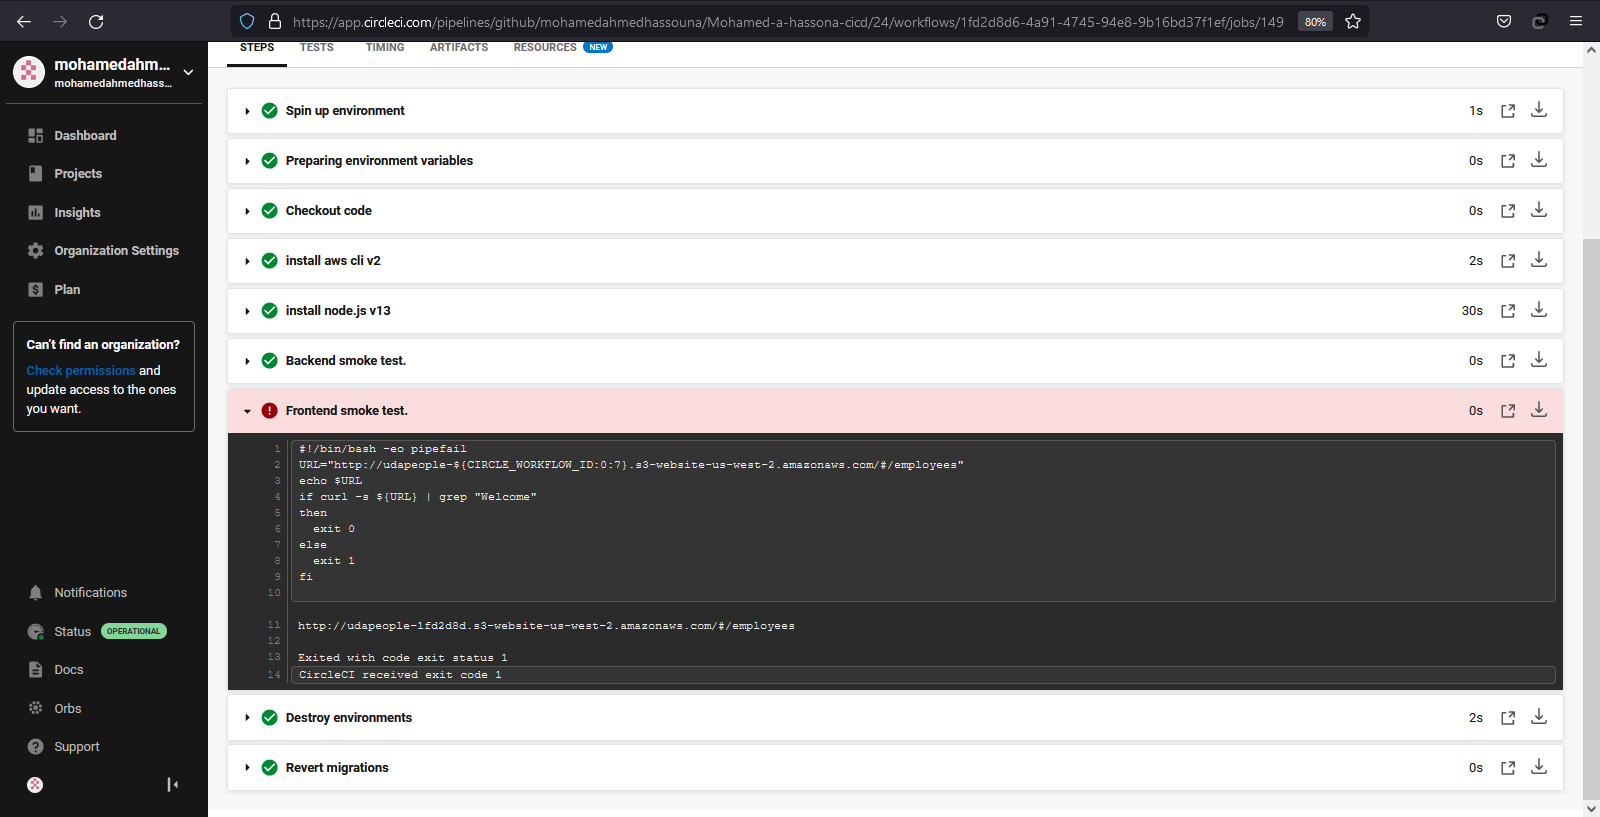 https://app.circleci.com/pipelines/github/mohamedahmedhassouna/Mohamed-a-hassona-cicd/24/workflows/1fd2d8d6-4a91-4745-94e8-9b16bd37f1ef/jobs/149
80%
mohamedahm...
mohamedahmedhass...
Dashboard
Projects
Insights
Organization Settings
Plan
Can't find an organization?
Check permissions and
update access to the ones
you want.
Notifications
Status OPERATIONAL
Docs
Orbs
Support
STEPS TESTS TIMING ARTIFACTS RESOURCES NEW
Spin up environment 1s
Preparing environment variables 0s
Checkout code 0s
install aws cli v2 2s
install node.js v13 30s
Backend smoke test. 0s
Frontend smoke test. 0s
1 #!/bin/bash -eo pipefail
2 URL="http://udapeople-${CIRCLE_WORKFLOW_ID:0:7}.s3-website-us-west-2.amazonaws.com/#/employees"
3 echo $URL
4 if curl -s ${URL} | grep "Welcome"
5 then
6   exit 0
7 else
8   exit 1
9 fi
10
11 http://udapeople-1fd2d8d.s3-website-us-west-2.amazonaws.com/#/employees
12
13 Exited with code exit status 1
14 CircleCI received exit code 1
Destroy environments 2s
Revert migrations 0s